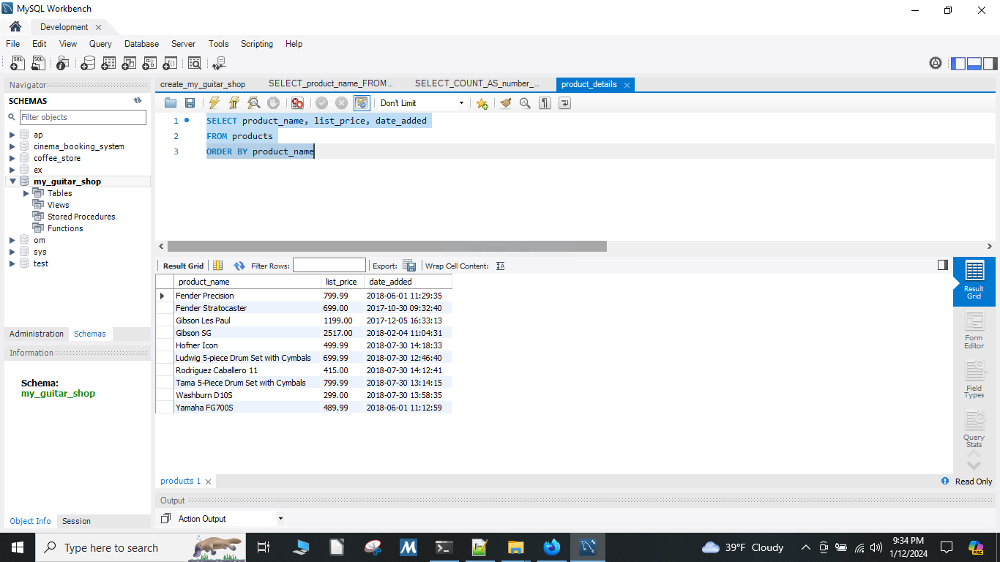 MySQL Workbench
Development
File Edit View Query Database Server Tools Scripting Help
Navigator
SCHEMAS
Filter objects
ap
cinema_booking_system
coffee_store
ex
my_guitar_shop
Tables
Views
Stored Procedures
Functions
om
sys
test
Administration Schemas
Information
Schema:
my_guitar_shop
Object Info Session
create_my_guitar_shop SELECT_product_name_FROM... SELECT_COUNT_AS_number_... product_details
Don't Limit
1 SELECT product_name, list_price, date_added
2 FROM products
3 ORDER BY product_name
Result Grid Filter Rows: Export: Wrap Cell Content:
product_name list_price date_added
Fender Precision 799.99 2018-06-01 11:29:35
Fender Stratocaster 699.00 2017-10-30 09:32:40
Gibson Les Paul 1199.00 2017-12-05 16:33:13
Gibson SG 2517.00 2018-02-04 11:04:31
Hofner Icon 499.99 2018-07-30 14:18:33
Ludwig 5-piece Drum Set with Cymbals 699.99 2018-07-30 12:46:40
Rodriguez Caballero 11 415.00 2018-07-30 14:12:41
Tama 5-Piece Drum Set with Cymbals 799.99 2018-07-30 13:14:15
Washburn D10S 299.00 2018-07-30 13:58:35
Yamaha FG700S 489.99 2018-06-01 11:12:59
Result
Grid
Form
Editor
Field
Types
Query
Stats
products 1
Read Only
Output
Action Output
Type here to search
39°F Cloudy
9:34 PM
1/12/2024